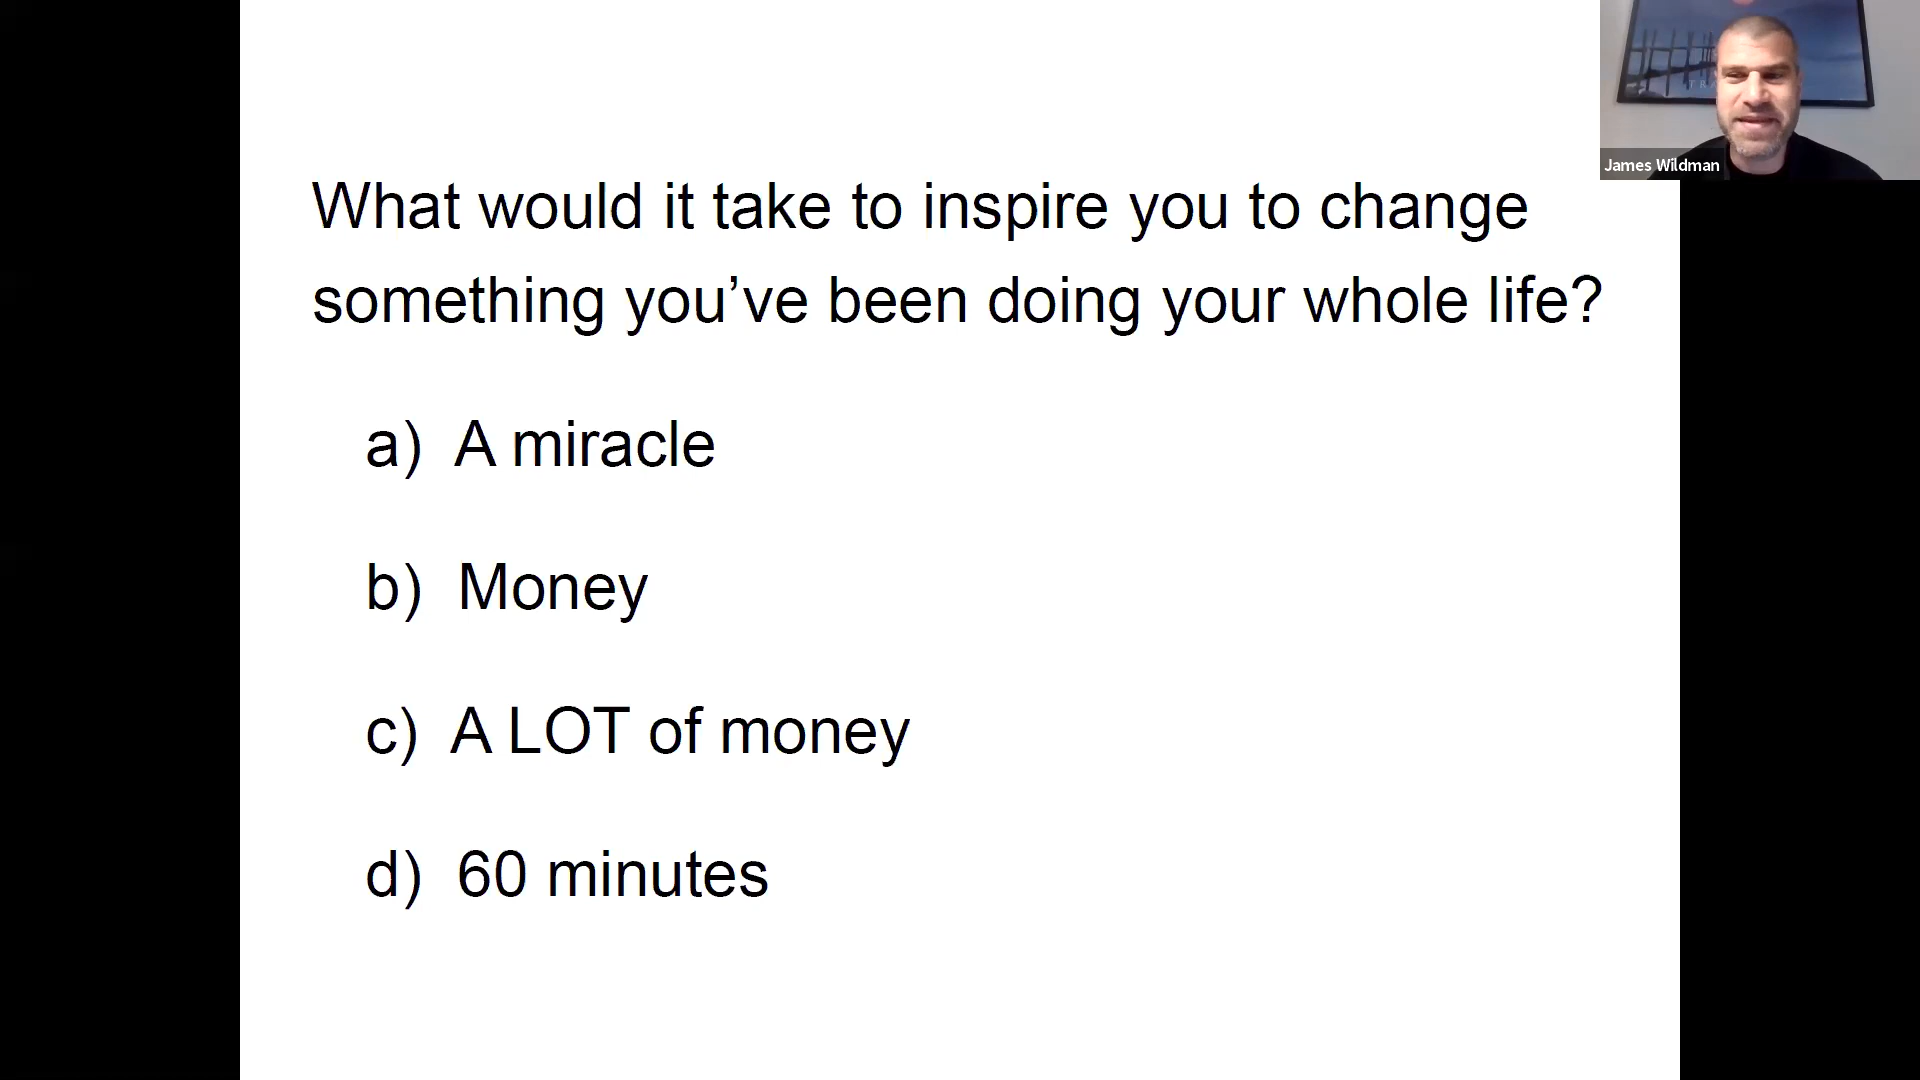 What would it take to inspire you to change
something you’ve been doing your whole life?
a) A miracle
b) Money
c) A LOT of money
d) 60 minutes
James Wildman